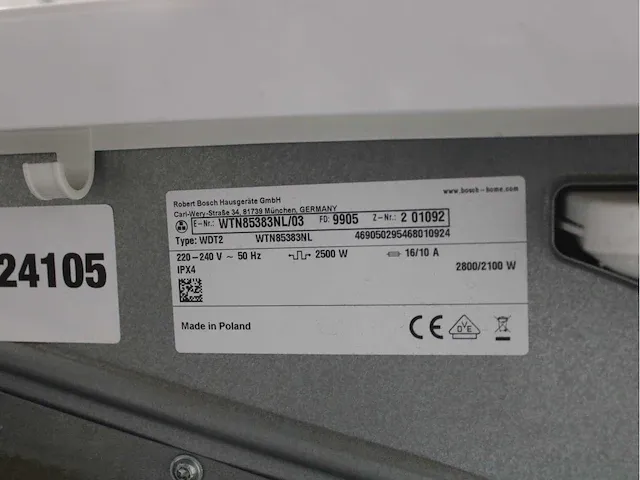 www.bosch-home.com
Robert Bosch Hausgeräte GmbH
Carl-Wery-Straße 34, 81739 München, GERMANY
E-Nr.: WTN85383NL/03 FD: 9905 Z-Nr.: 2 01092
Type: WDT2 WTN85383NL 469050295468010924
220-240 V ~ 50 Hz 2500 W 16/10 A
IPX4 2800/2100 W
Made in Poland CE DVE
24105